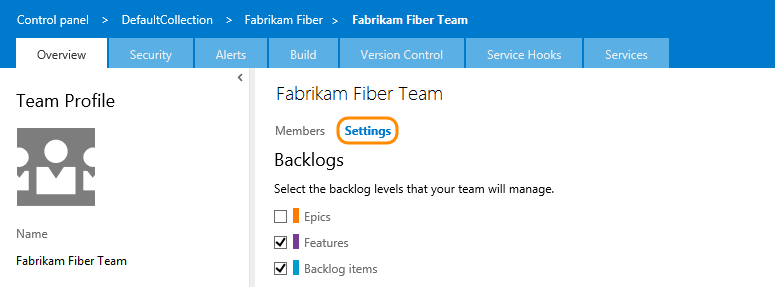 Control panel > DefaultCollection > Fabrikam Fiber > Fabrikam Fiber Team
Overview Security Alerts Build Version Control Service Hooks Services
Team Profile
Name
Fabrikam Fiber Team
Fabrikam Fiber Team
Members Settings
Backlogs
Select the backlog levels that your team will manage.
Epics
Features
Backlog items